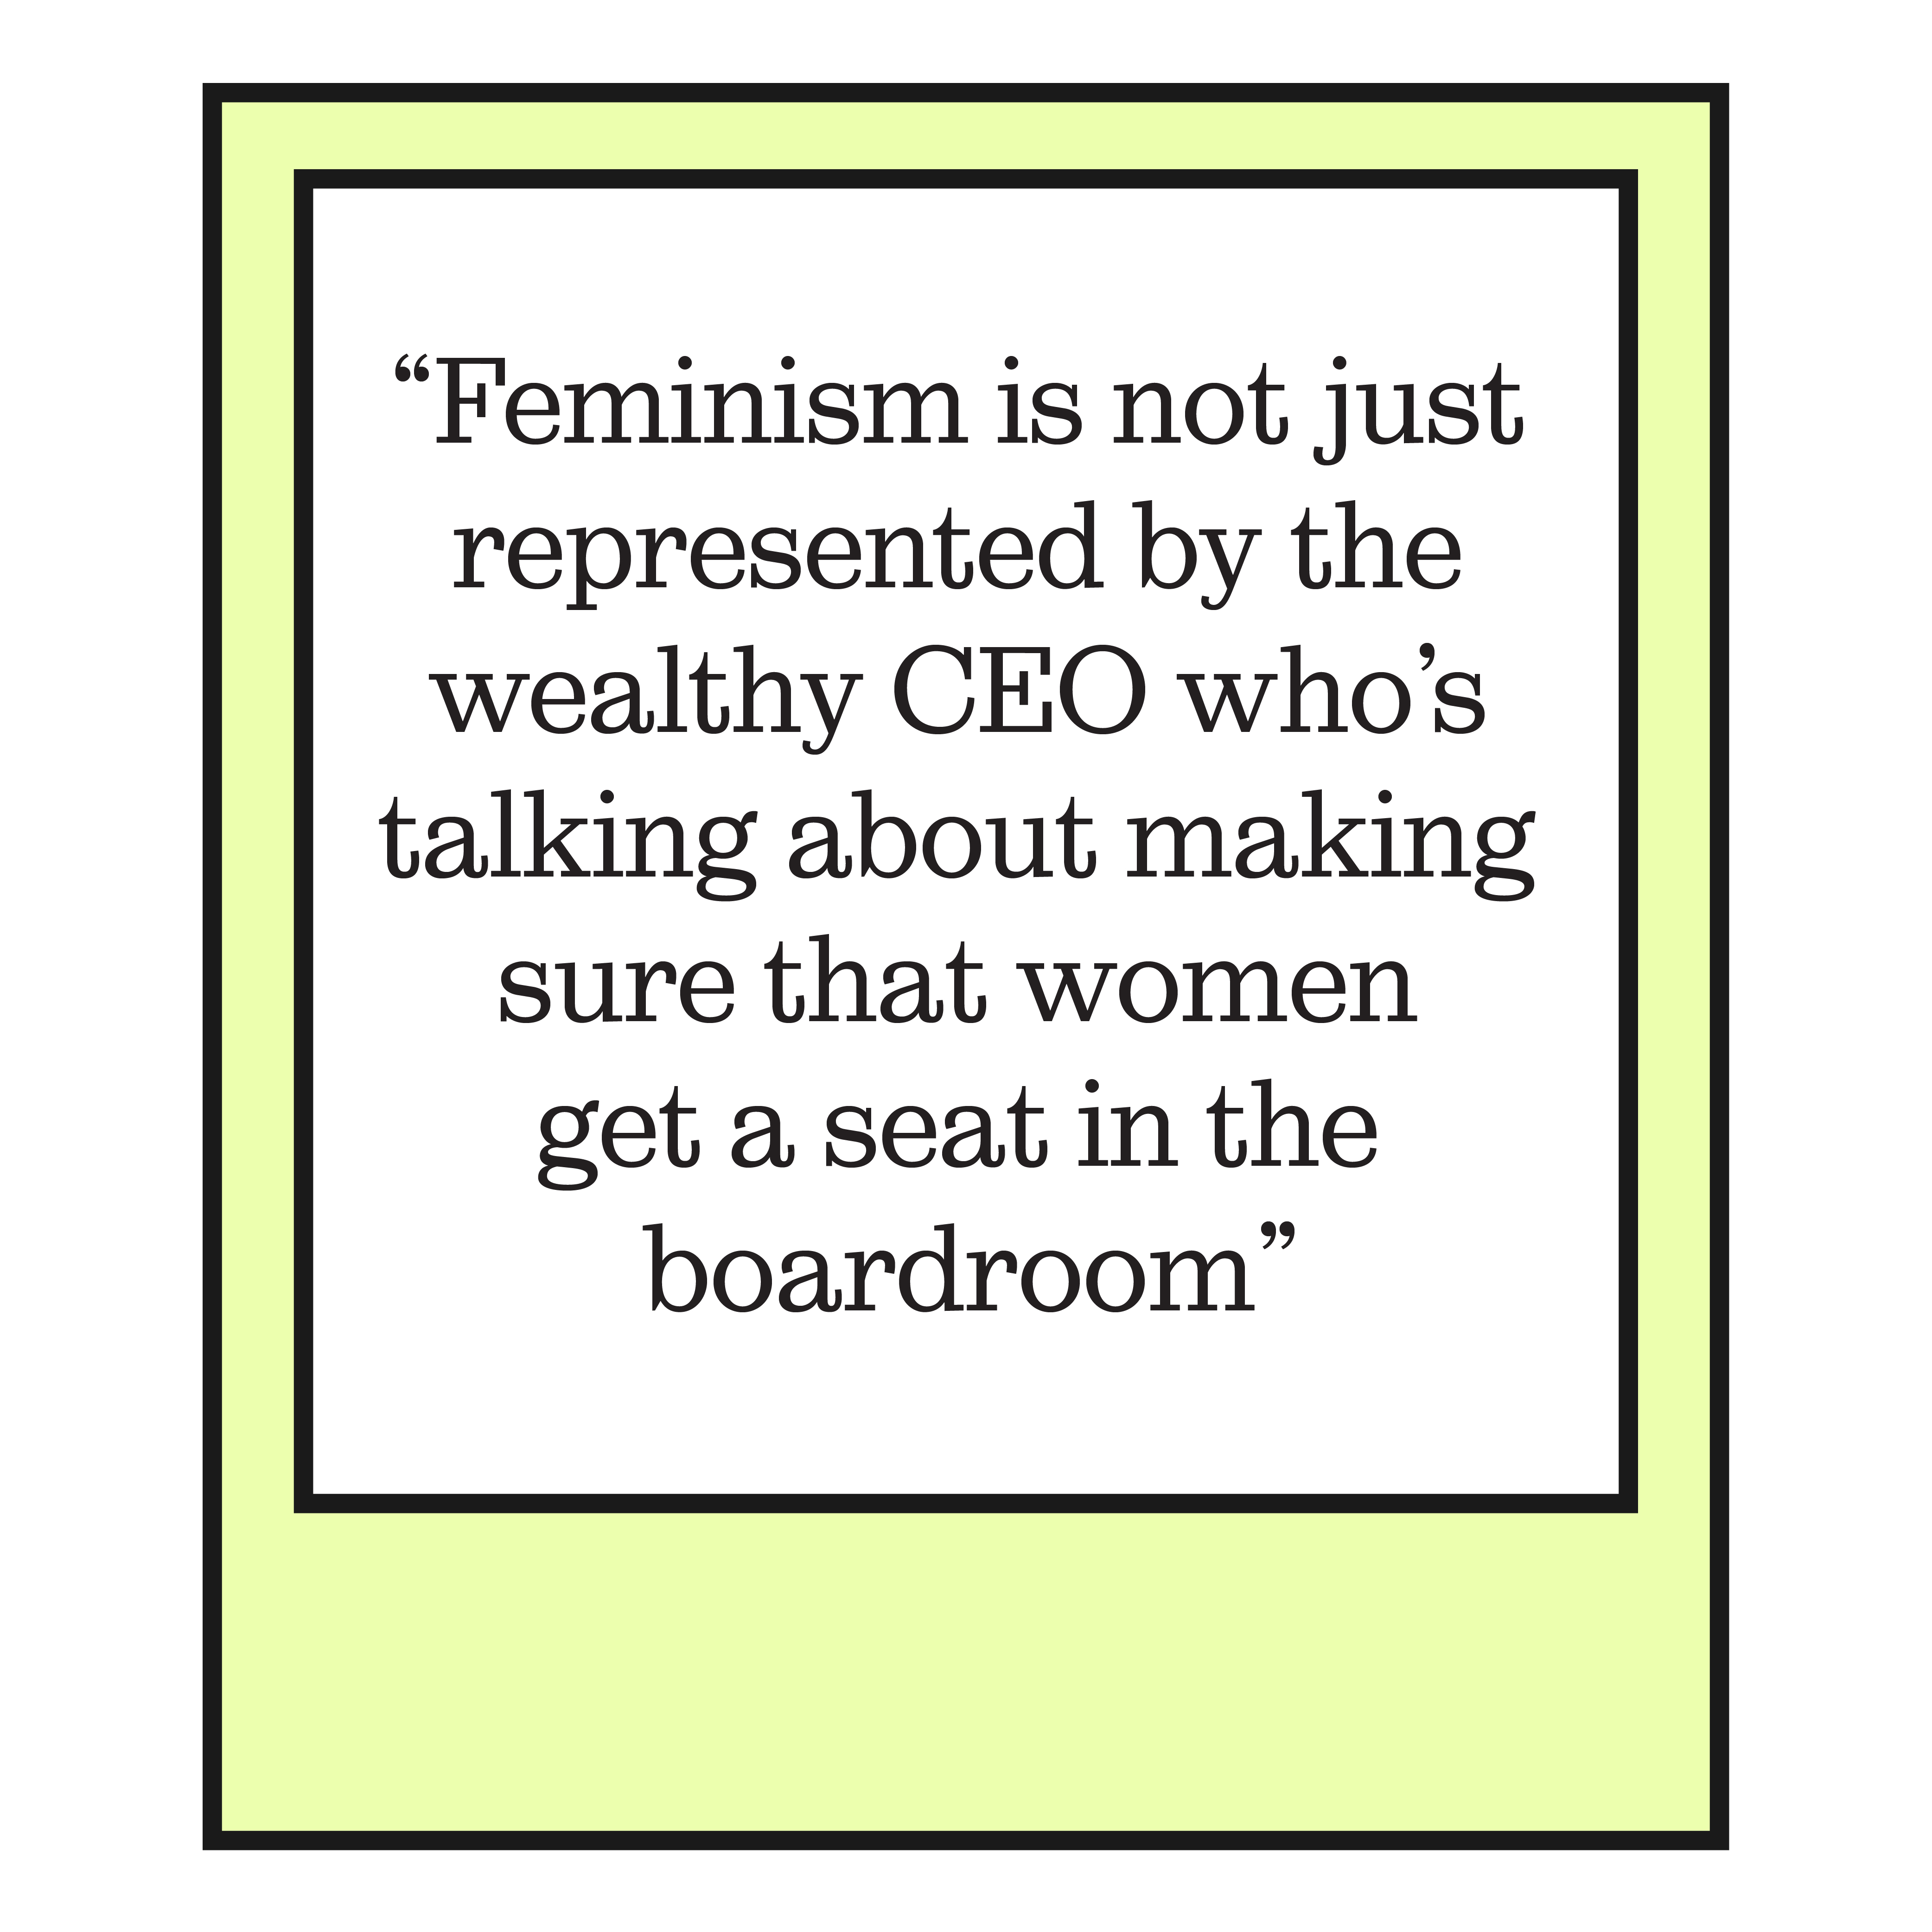 “Feminism is not just
represented by the
wealthy CEO who’s
talking about making
sure that women
get a seat in the
boardroom”